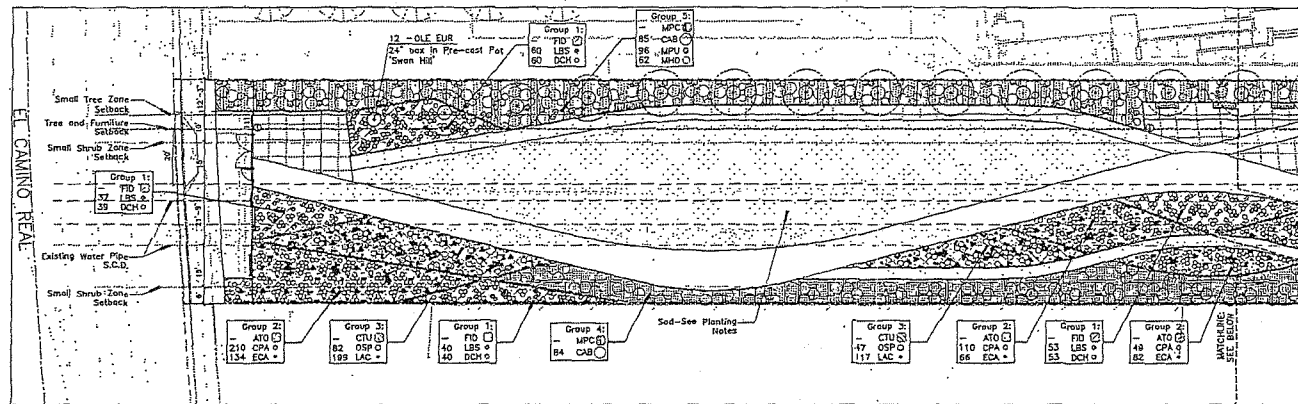 12 - OLE EUR
24" box in Pre-cast Pot
'Swan Hill'
Group 1:
- FID
60 LBS
60 DCH
Group 5:
- MPC
85 CAB
96 MPU
62 MHD
Small Tree Zone
Setback
Tree and Furniture
Setback
Small Shrub Zone
Setback
EL CAMINO REAL
Group 1:
- FID
37 LBS
39 DCH
Existing Water Pipe
S.C.D.
Small Shrub Zone
Setback
Group 2:
- ATO
210 CPA
134 ECA
Group 3:
- CTU
82 OSP
199 LAC
Group 1:
- FID
40 LBS
40 DCH
Group 4:
- MPC
84 CAB
Sod-See Planting
Notes
Group 3:
- CTU
47 OSP
117 LAC
Group 2:
- ATO
110 CPA
66 ECA
Group 1:
- FID
53 LBS
53 DCH
Group 2:
- ATO
49 CPA
82 ECA
MATCHLINE:
SEE BELOW